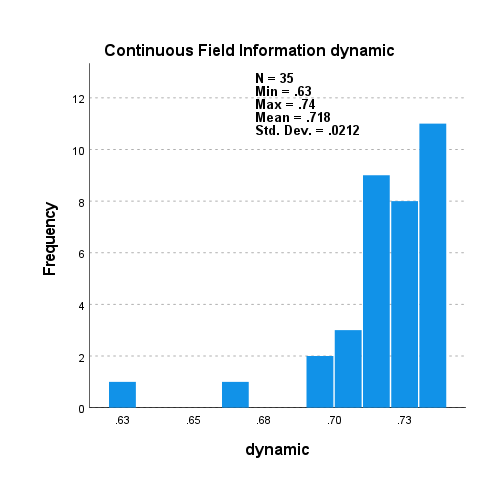 Continuous Field Information dynamic
N = 35
Min = .63
Max = .74
Mean = .718
Std. Dev. = .0212
12
10
8
6
4
2
0
Frequency
.63 .65 .68 .70 .73
dynamic